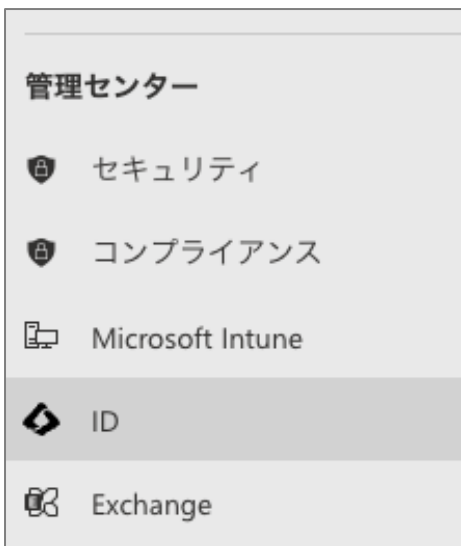 管理センター
セキュリティ
コンプライアンス
Microsoft Intune
ID
Exchange